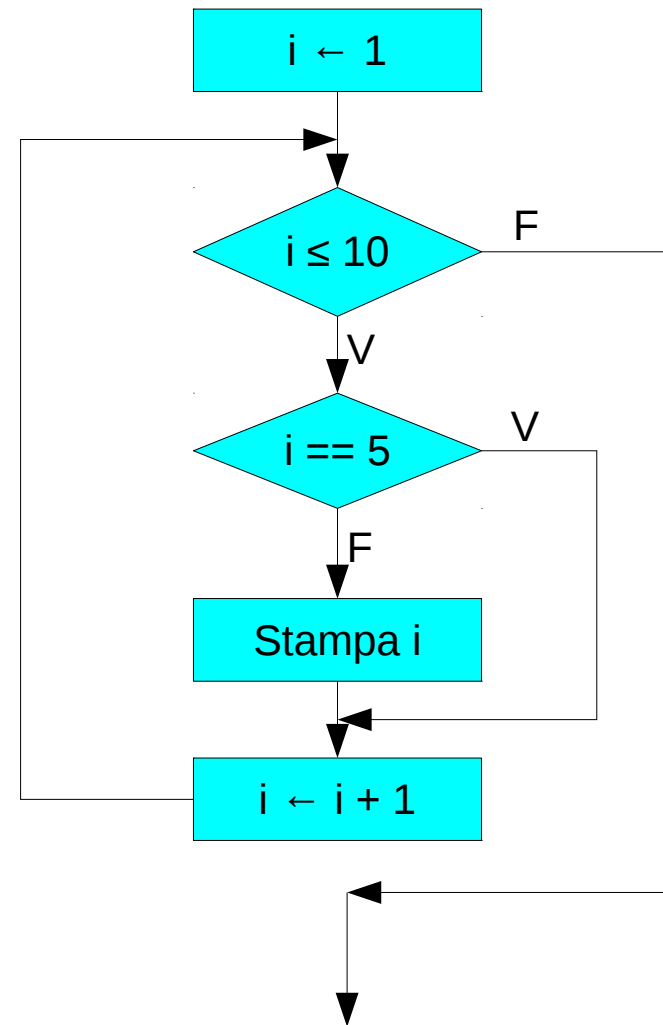 i ← 1
F
i ≤ 10
V
V
i == 5
F
Stampa i
i ← i + 1